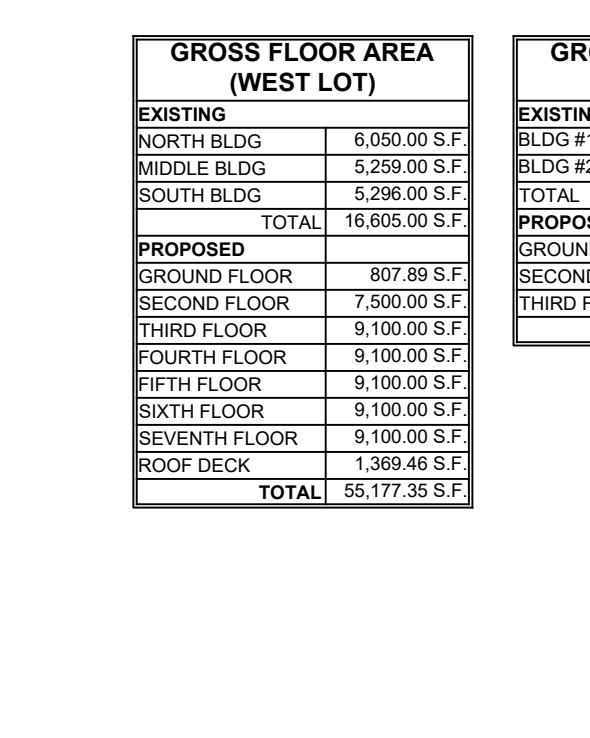 GROSS FLOOR AREA
(WEST LOT)
EXISTING
NORTH BLDG 6,050.00 S.F.
MIDDLE BLDG 5,259.00 S.F.
SOUTH BLDG 5,296.00 S.F.
TOTAL 16,605.00 S.F.
PROPOSED
GROUND FLOOR 807.89 S.F.
SECOND FLOOR 7,500.00 S.F.
THIRD FLOOR 9,100.00 S.F.
FOURTH FLOOR 9,100.00 S.F.
FIFTH FLOOR 9,100.00 S.F.
SIXTH FLOOR 9,100.00 S.F.
SEVENTH FLOOR 9,100.00 S.F.
ROOF DECK 1,369.46 S.F.
TOTAL 55,177.35 S.F.
BLDG
BLDG
TOTAL
THIRD